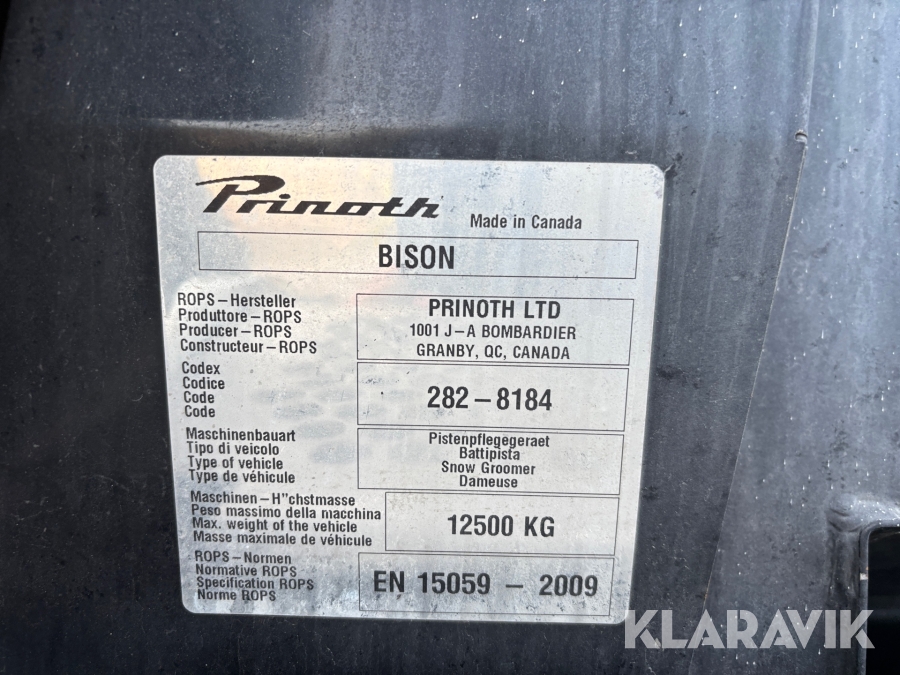 Prinoth
Made in Canada
BISON
ROPS-Hersteller
Produttore-ROPS
Producer-ROPS
Constructeur-ROPS
PRINOTH LTD
1001 J-A BOMBARDIER
GRANBY, QC, CANADA
Codex
Codice
Code
Code
282-8184
Maschinenbauart
Tipo di veicolo
Type of vehicle
Type de véhicule
Pistenpflegegeraet
Battipista
Snow Groomer
Dameuse
Maschinen-H"chstmasse
Peso massimo della macchina
Max. weight of the vehicle
Masse maximale de véhicule
12500 KG
ROPS-Normen
Normative ROPS
Specification ROPS
Norme ROPS
EN 15059 - 2009
KLARAVIK